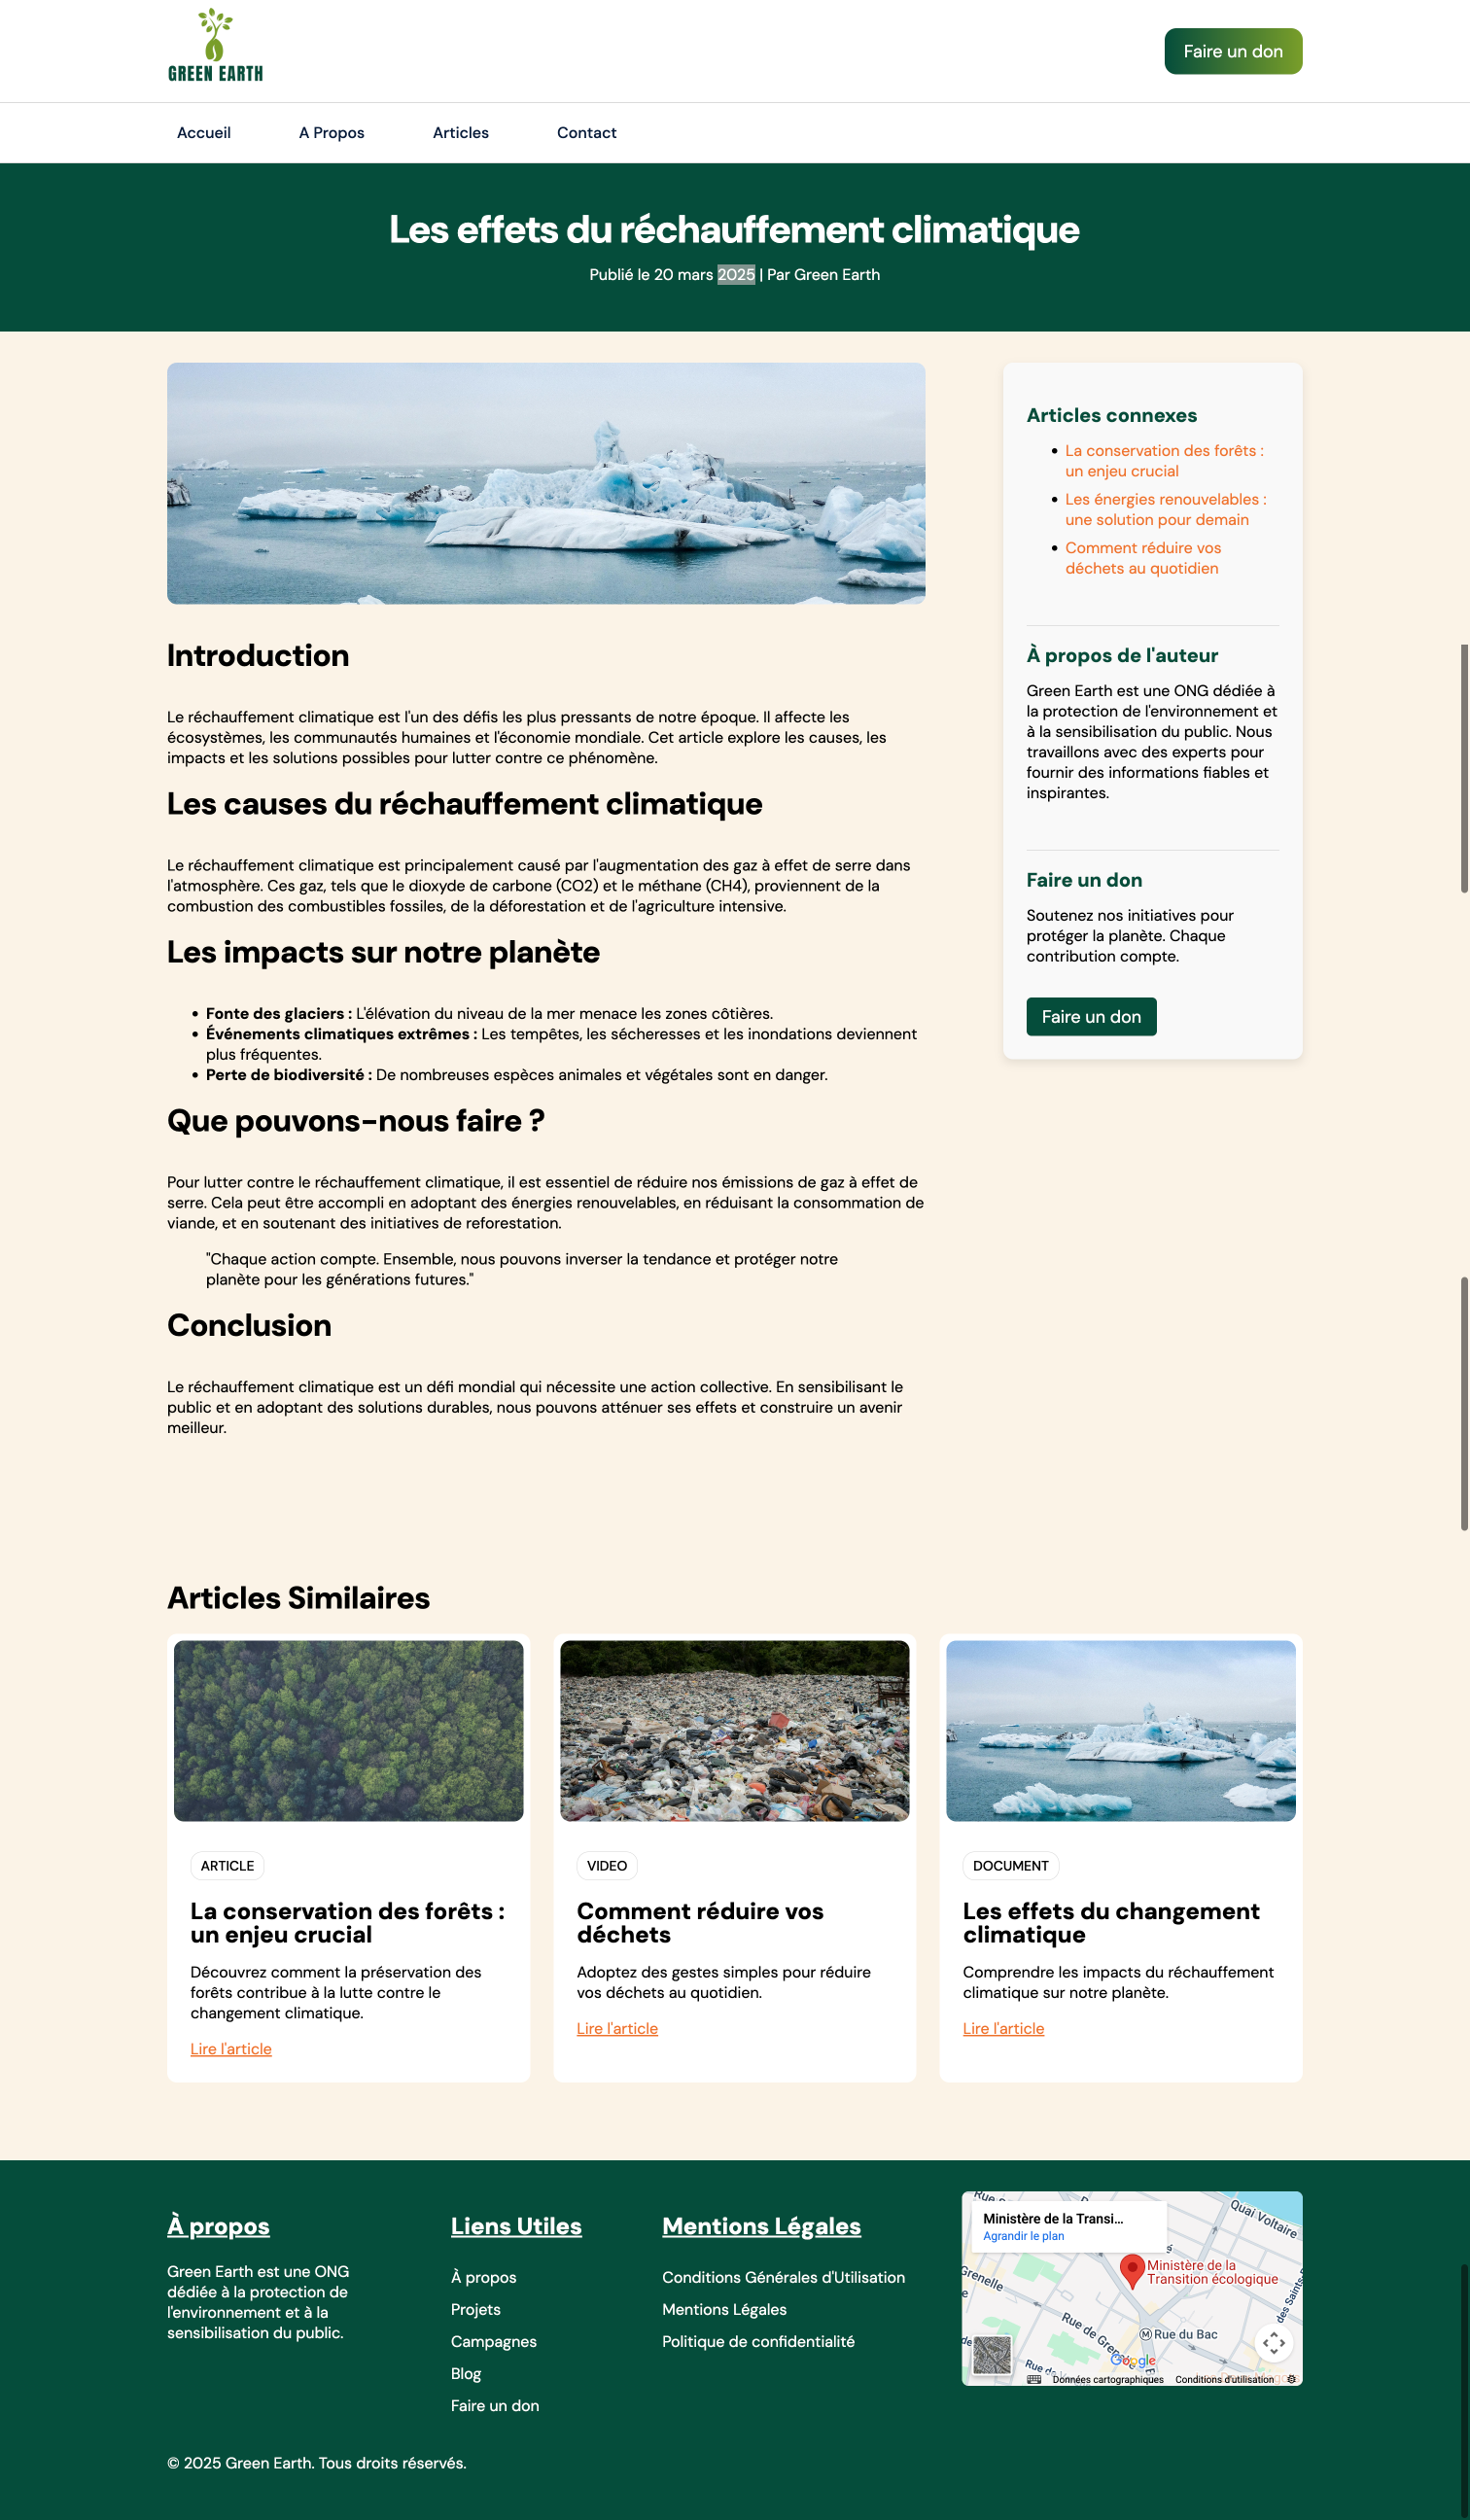 GREEN EARTH
Faire un don
Accueil
A Propos
Articles
Contact
Les effets du réchauffement climatique
Publié le 20 mars 2025 | Par Green Earth
Introduction
Le réchauffement climatique est l'un des défis les plus pressants de notre époque. Il affecte les
écosystèmes, les communautés humaines et l'économie mondiale. Cet article explore les causes, les
impacts et les solutions possibles pour lutter contre ce phénomène.
Les causes du réchauffement climatique
Le réchauffement climatique est principalement causé par l'augmentation des gaz à effet de serre dans
l'atmosphère. Ces gaz, tels que le dioxyde de carbone (CO2) et le méthane (CH4), proviennent de la
combustion des combustibles fossiles, de la déforestation et de l'agriculture intensive.
Les impacts sur notre planète
• Fonte des glaciers : L'élévation du niveau de la mer menace les zones côtières.
• Événements climatiques extrêmes : Les tempêtes, les sécheresses et les inondations deviennent
plus fréquentes.
• Perte de biodiversité : De nombreuses espèces animales et végétales sont en danger.
Que pouvons-nous faire ?
Pour lutter contre le réchauffement climatique, il est essentiel de réduire nos émissions de gaz à effet de
serre. Cela peut être accompli en adoptant des énergies renouvelables, en réduisant la consommation de
viande, et en soutenant des initiatives de reforestation.
"Chaque action compte. Ensemble, nous pouvons inverser la tendance et protéger notre
planète pour les générations futures."
Conclusion
Le réchauffement climatique est un défi mondial qui nécessite une action collective. En sensibilisant le
public et en adoptant des solutions durables, nous pouvons atténuer ses effets et construire un avenir
meilleur.
Articles connexes
• La conservation des forêts :
un enjeu crucial
• Les énergies renouvelables :
une solution pour demain
• Comment réduire vos
déchets au quotidien
À propos de l'auteur
Green Earth est une ONG dédiée à
la protection de l'environnement et
à la sensibilisation du public. Nous
travaillons avec des experts pour
fournir des informations fiables et
inspirantes.
Faire un don
Soutenez nos initiatives pour
protéger la planète. Chaque
contribution compte.
Faire un don
Articles Similaires
ARTICLE
La conservation des forêts :
un enjeu crucial
Découvrez comment la préservation des
forêts contribue à la lutte contre le
changement climatique.
Lire l'article
VIDEO
Comment réduire vos
déchets
Adoptez des gestes simples pour réduire
vos déchets au quotidien.
Lire l'article
DOCUMENT
Les effets du changement
climatique
Comprendre les impacts du réchauffement
climatique sur notre planète.
Lire l'article
À propos
Green Earth est une ONG
dédiée à la protection de
l'environnement et à la
sensibilisation du public.
Liens Utiles
À propos
Projets
Campagnes
Blog
Faire un don
Mentions Légales
Conditions Générales d'Utilisation
Mentions Légales
Politique de confidentialité
Ministère de la Transi...
Agrandir le plan
Quai Voltaire
Ministère de la
Transition écologique
Grenelle
des Saints
Rue de Grenelle
Rue du Bac
Google
Données cartographiques
Conditions d'utilisation
© 2025 Green Earth. Tous droits réservés.